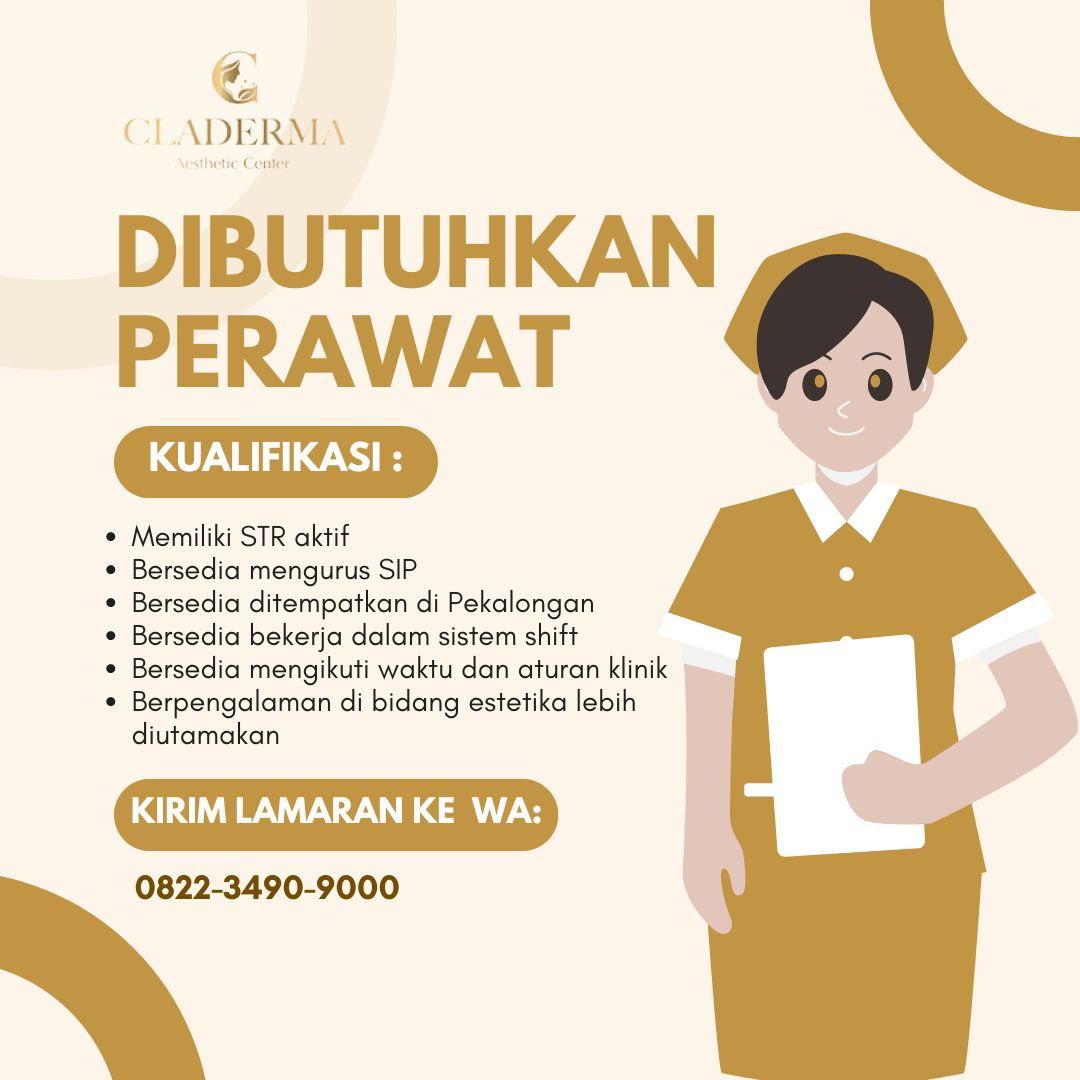 CLADERMA
Aesthetic Center
DIBUTUHKAN
PERAWAT
KUALIFIKASI :
• Memiliki STR aktif
• Bersedia mengurus SIP
• Bersedia ditempatkan di Pekalongan
• Bersedia bekerja dalam sistem shift
• Bersedia mengikuti waktu dan aturan klinik
• Berpengalaman di bidang estetika lebih
diutamakan
KIRIM LAMARAN KE WA:
0822-3490-9000